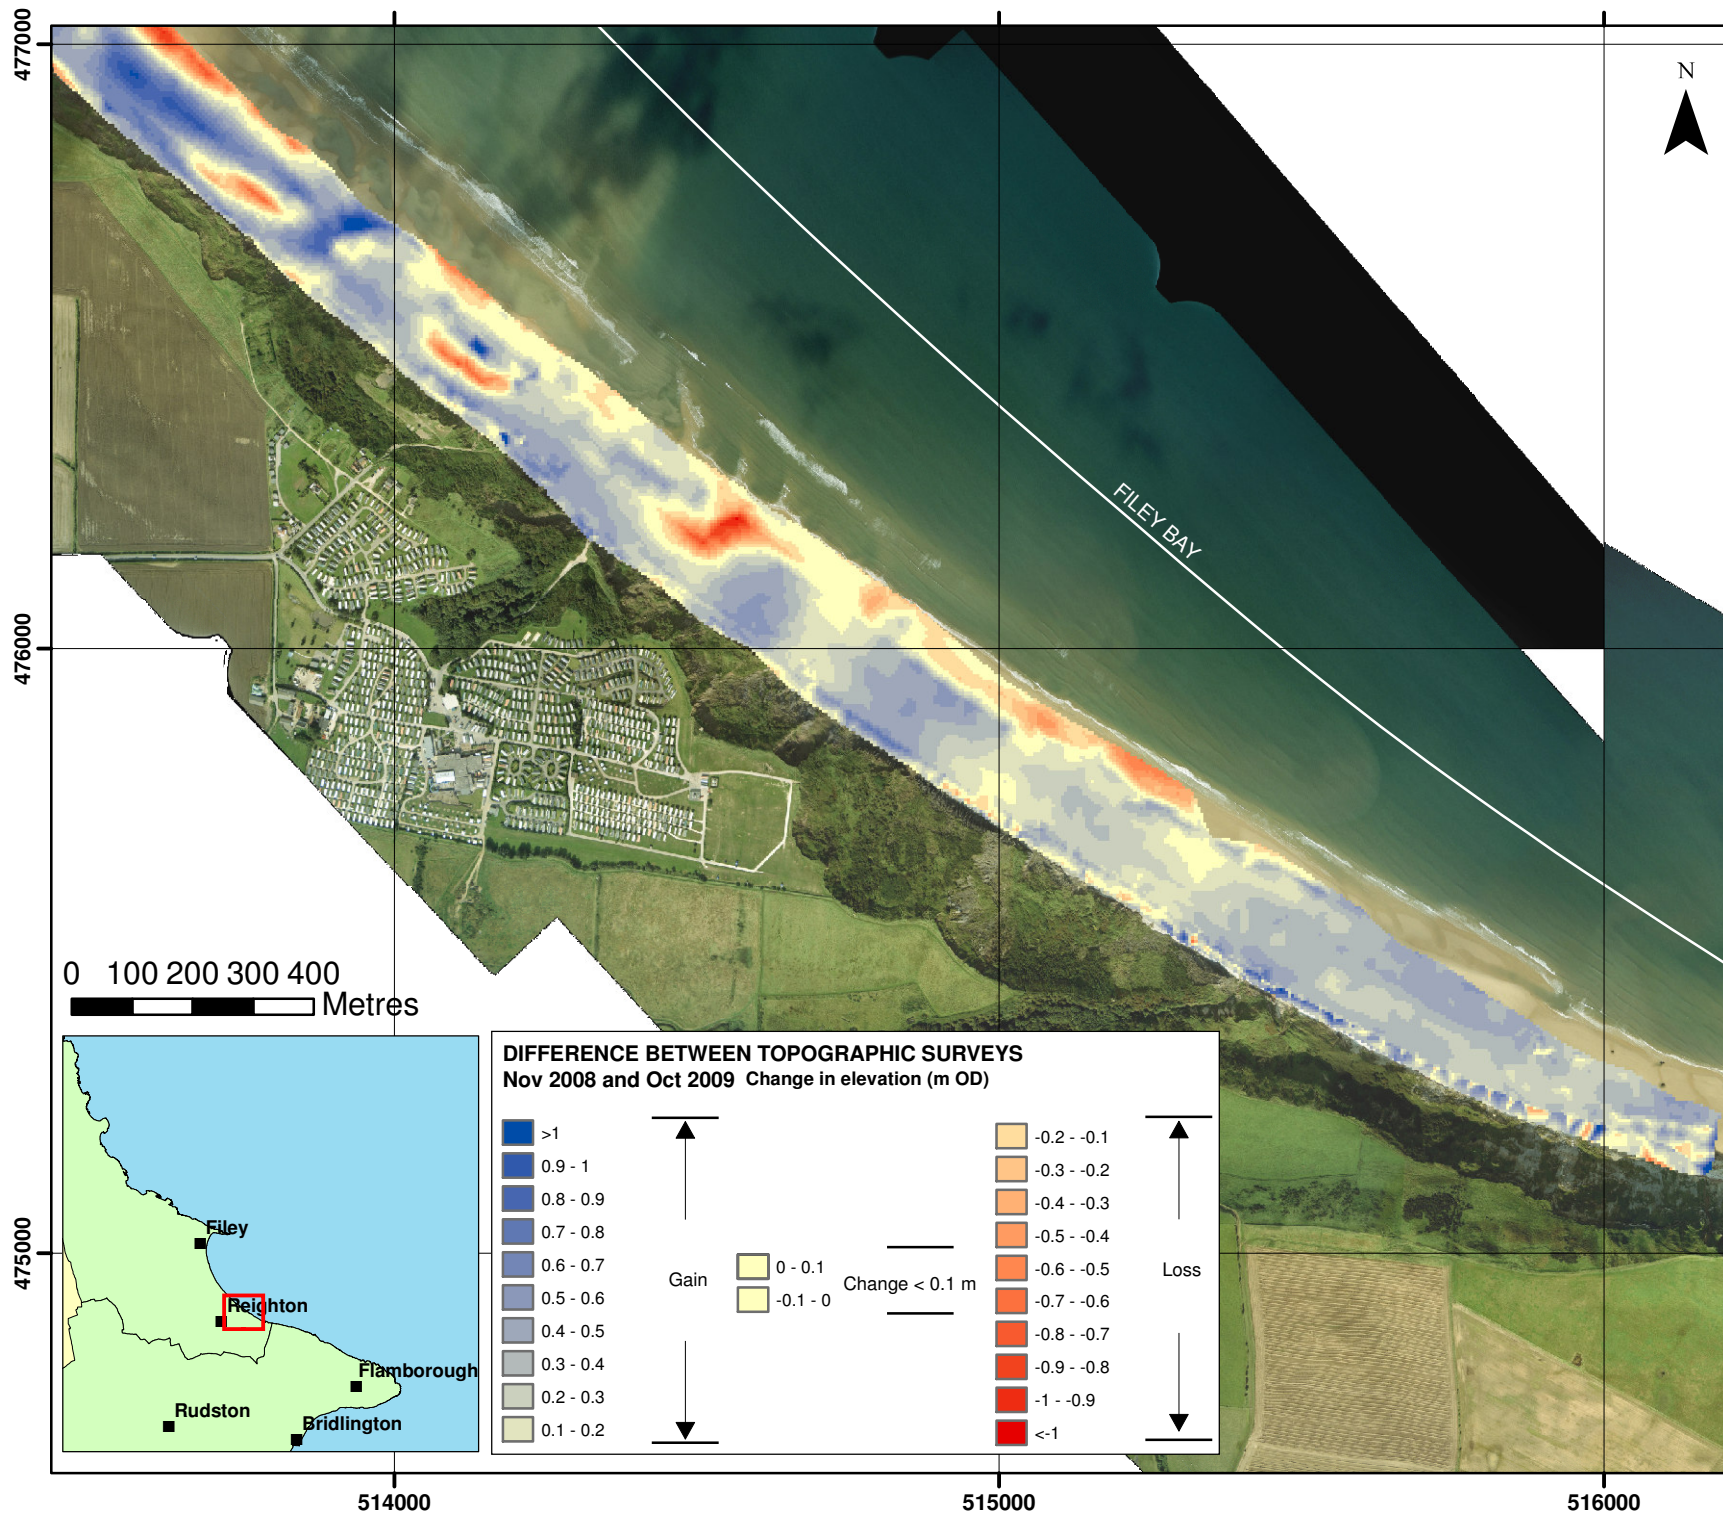 477000
476000
475000
N
FILEY BAY
0 100 200 300 400
Metres
Filey
Reighton
Flamborough
Rudston
Bridlington
DIFFERENCE BETWEEN TOPOGRAPHIC SURVEYS
Nov 2008 and Oct 2009 Change in elevation (m OD)
>1
0.9 - 1
0.8 - 0.9
0.7 - 0.8
0.6 - 0.7
0.5 - 0.6
0.4 - 0.5
0.3 - 0.4
0.2 - 0.3
0.1 - 0.2
Gain
0 - 0.1
-0.1 - 0
Change < 0.1 m
-0.2 - -0.1
-0.3 - -0.2
-0.4 - -0.3
-0.5 - -0.4
-0.6 - -0.5
-0.7 - -0.6
-0.8 - -0.7
-0.9 - -0.8
-1 - -0.9
<-1
Loss
514000
515000
516000